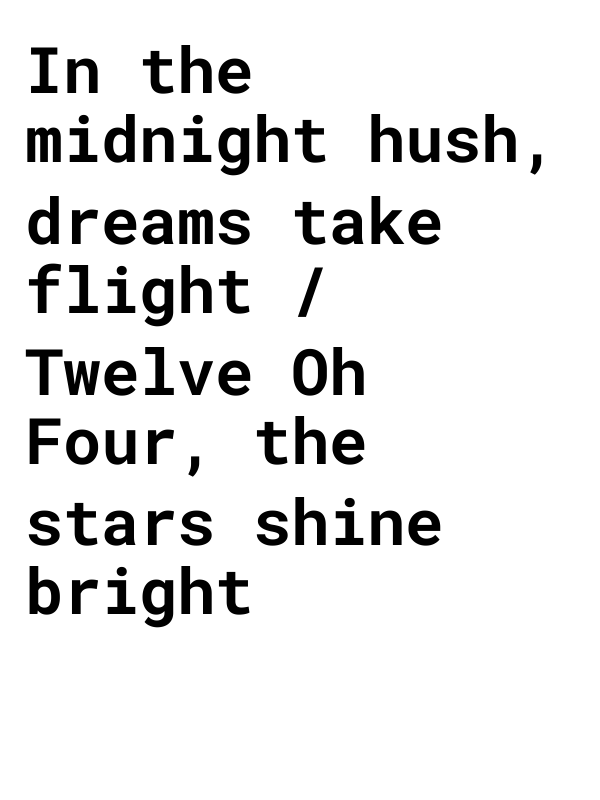 In the
midnight hush,
dreams take
flight /
Twelve Oh
Four, the
stars shine
bright